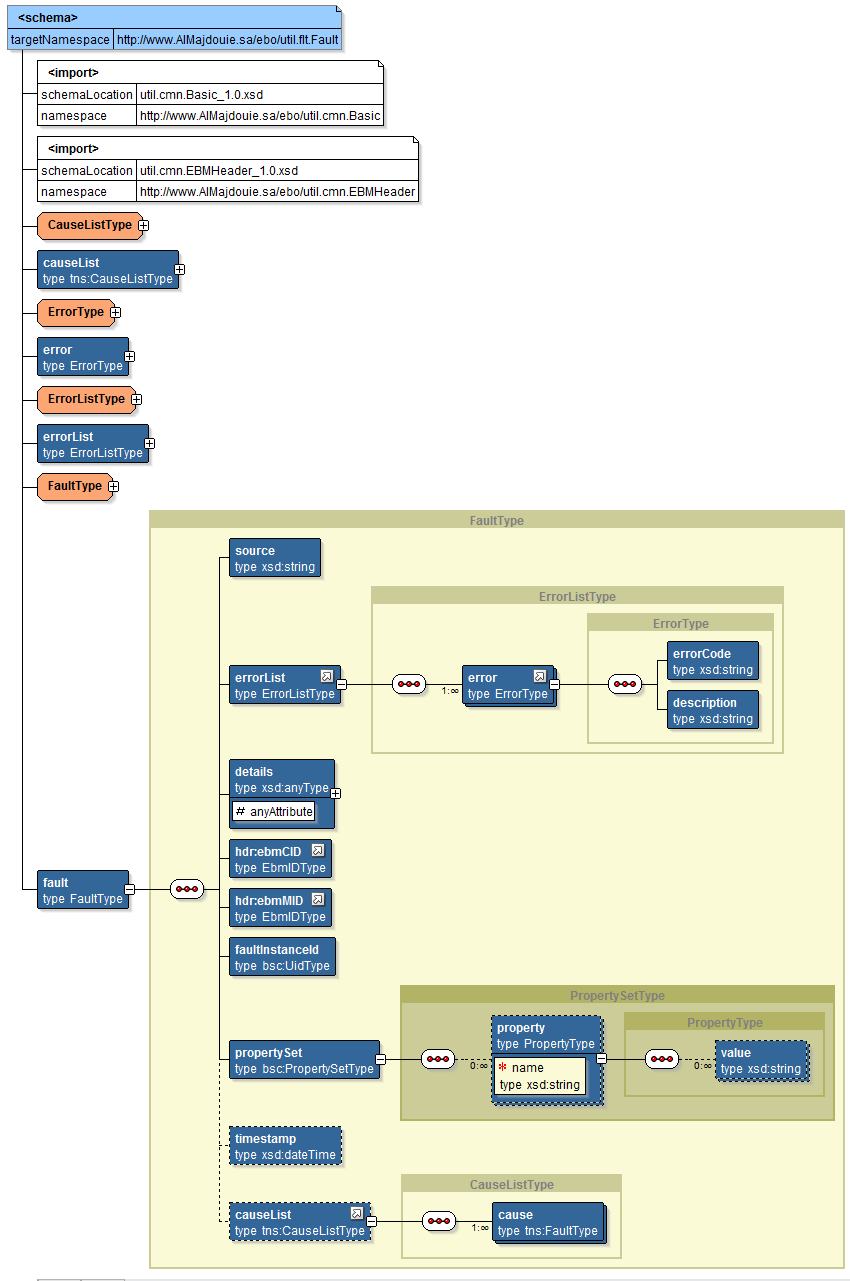 <schema>
targetNamespace http://www.AlMajdouie.sa/ebo/util.flt.Fault
<import>
schemaLocation util.cmn.Basic_1.0.xsd
namespace http://www.AlMajdouie.sa/ebo/util.cmn.Basic
<import>
schemaLocation util.cmn.EBMHeader_1.0.xsd
namespace http://www.AlMajdouie.sa/ebo/util.cmn.EBMHeader
CauseListType
causeList
type tns:CauseListType
ErrorType
error
type ErrorType
ErrorListType
errorList
type ErrorListType
FaultType
fault
type FaultType
FaultType
source
type xsd:string
errorList
type ErrorListType
ErrorListType
1:∞
error
type ErrorType
ErrorType
errorCode
type xsd:string
description
type xsd:string
details
type xsd:anyType
# anyAttribute
hdr:ebmCID
type EbmIDType
hdr:ebmMID
type EbmIDType
faultInstanceId
type bsc:UidType
propertySet
type bsc:PropertySetType
PropertySetType
0:∞
property
type PropertyType
* name
type xsd:string
PropertyType
0:∞
value
type xsd:string
timestamp
type xsd:dateTime
causeList
type tns:CauseListType
CauseListType
1:∞
cause
type tns:FaultType